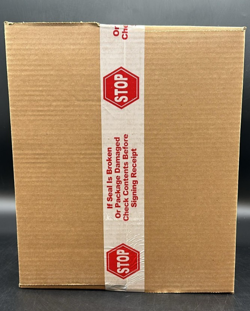 Or
Che
STOP
If Seal Is Broken
Or Package Damaged
Check Contents Before
Signing Receipt
STOP